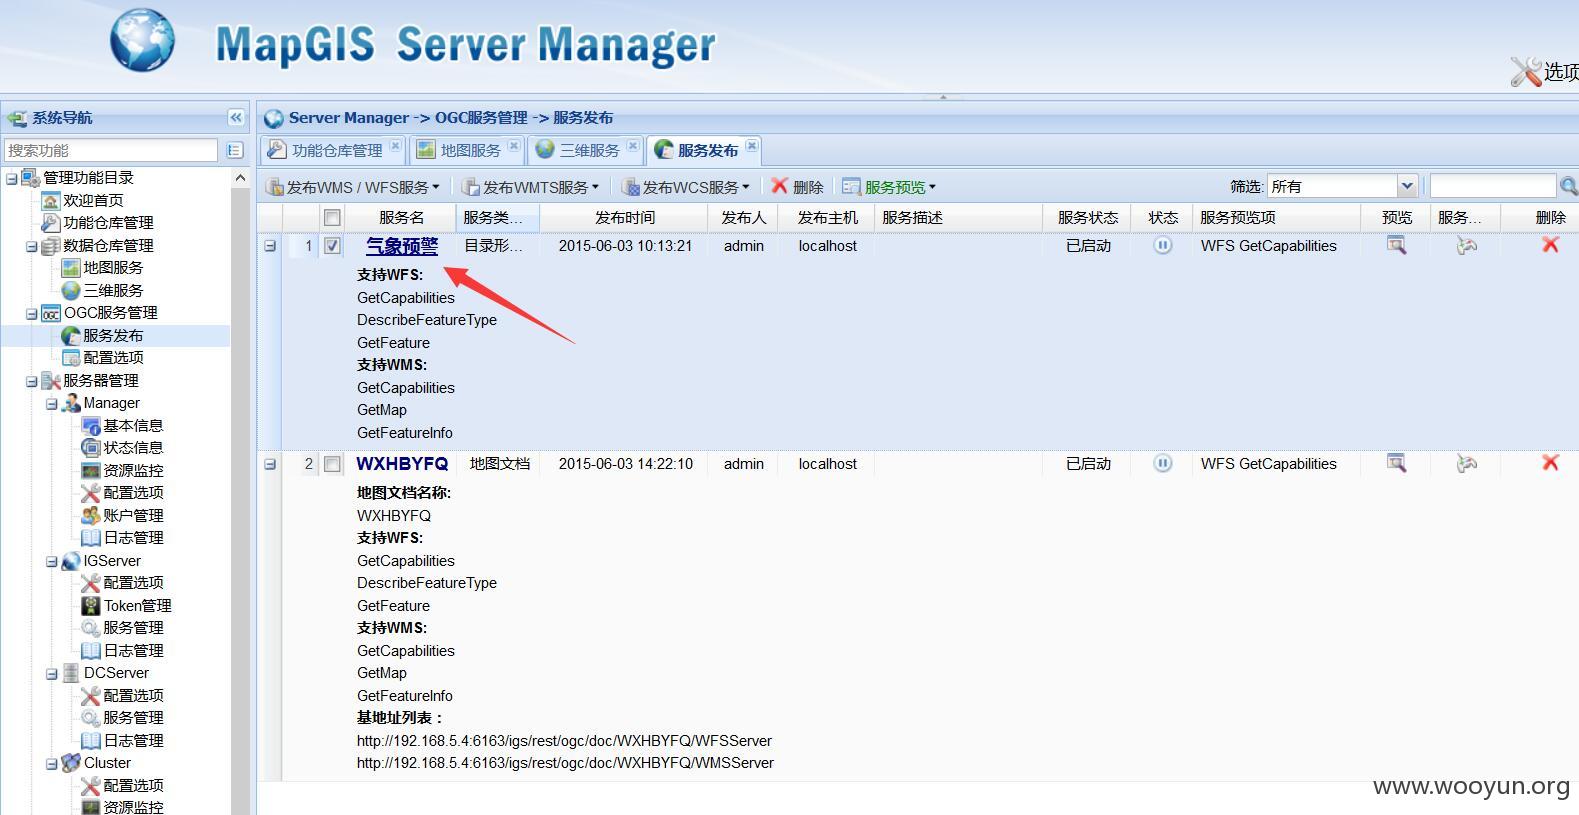 MapGIS Server Manager
选项
系统导航
Server Manager -> OGC服务管理 -> 服务发布
搜索功能
功能仓库管理 地图服务 三维服务 服务发布
发布WMS / WFS服务 发布WMTS服务 发布WCS服务 删除 服务预览 筛选: 所有
服务名 服务类... 发布时间 发布人 发布主机 服务描述 服务状态 状态 服务预览项 预览 服务... 删除
1 气象预警 目录形... 2015-06-03 10:13:21 admin localhost 已启动 WFS GetCapabilities
支持WFS:
GetCapabilities
DescribeFeatureType
GetFeature
支持WMS:
GetCapabilities
GetMap
GetFeatureInfo
2 WXHBYFQ 地图文档 2015-06-03 14:22:10 admin localhost 已启动 WFS GetCapabilities
地图文档名称:
WXHBYFQ
支持WFS:
GetCapabilities
DescribeFeatureType
GetFeature
支持WMS:
GetCapabilities
GetMap
GetFeatureInfo
基地址列表：
http://192.168.5.4:6163/igs/rest/ogc/doc/WXHBYFQ/WFSServer
http://192.168.5.4:6163/igs/rest/ogc/doc/WXHBYFQ/WMSServer
管理功能目录
欢迎首页
功能仓库管理
数据仓库管理
地图服务
三维服务
OGC OGC服务管理
服务发布
配置选项
服务器管理
Manager
基本信息
状态信息
资源监控
配置选项
账户管理
日志管理
IGServer
配置选项
Token管理
服务管理
日志管理
DCServer
配置选项
服务管理
日志管理
Cluster
配置选项
资源监控
www.wooyun.org